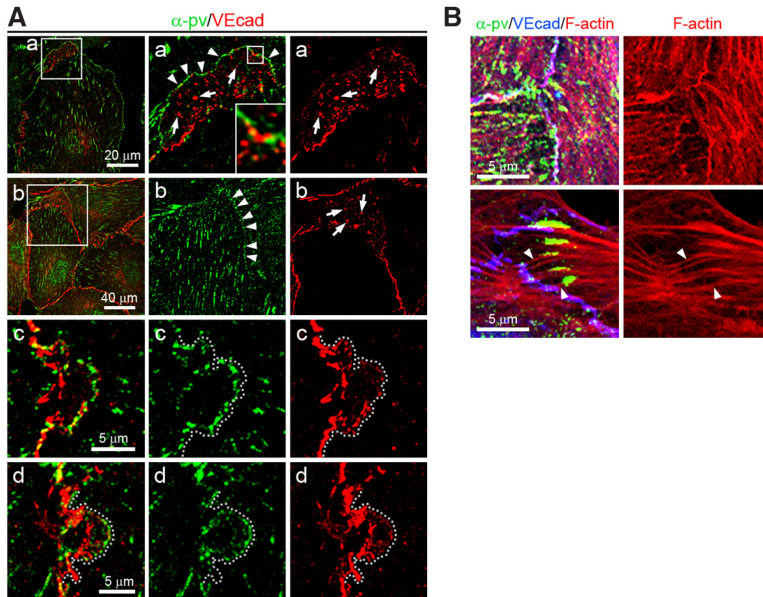 A
α-pv/VEcad
a
a
a
20 μm
b
b
b
40 μm
c
c
c
5 μm
d
d
d
5 μm
B
α-pv/VEcad/F-actin
F-actin
5 μm
5 μm